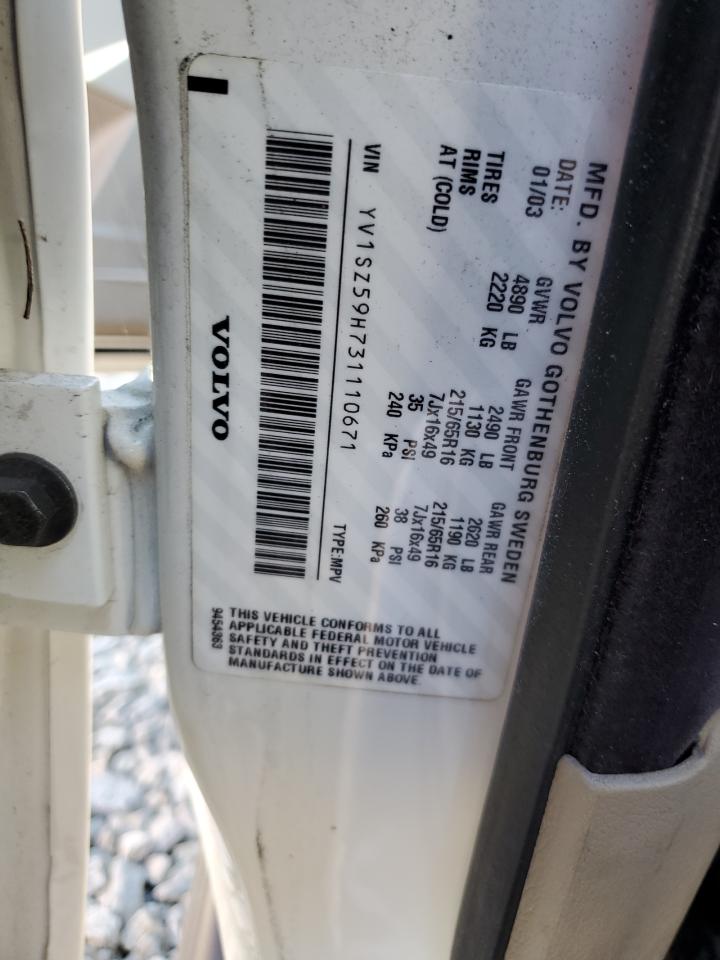 MFD. BY VOLVO GOTHENBURG SWEDEN
DATE: GVWR GAWR FRONT GAWR REAR
01/03 4890 LB 2490 LB 2620 LB
2220 KG 1130 KG 1190 KG
TIRES 215/65R16 215/65R16
RIMS 7Jx16x49 7Jx16x49
AT (COLD) 35 PSI 38 PSI
240 KPa 260 KPa
VIN YV1SZ59H731110671 TYPE:MPV
VOLVO
THIS VEHICLE CONFORMS TO ALL
APPLICABLE FEDERAL MOTOR VEHICLE
SAFETY AND THEFT PREVENTION
STANDARDS IN EFFECT ON THE DATE OF
MANUFACTURE SHOWN ABOVE.
9454363